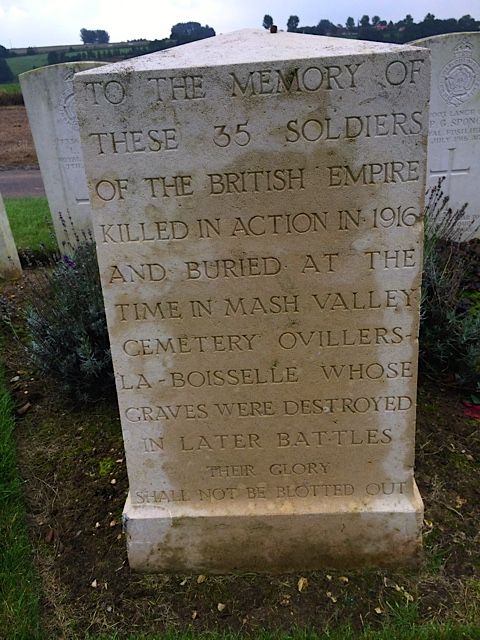 TO THE MEMORY OF
THESE 35 SOLDIERS
OF THE BRITISH EMPIRE
KILLED IN ACTION IN 1916
AND BURIED AT THE
TIME IN MASH VALLEY
CEMETERY OVILLERS-
LA-BOISSELLE WHOSE
GRAVES WERE DESTROYED
IN LATER BATTLES
THEIR GLORY
SHALL NOT BE BLOTTED OUT